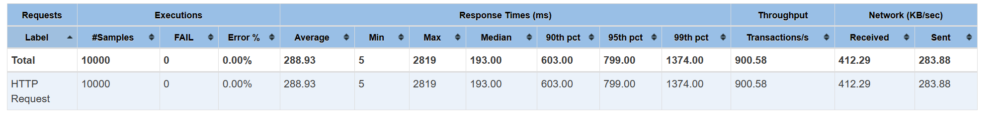 Requests Executions Response Times (ms) Throughput Network (KB/sec)
Label #Samples FAIL Error % Average Min Max Median 90th pct 95th pct 99th pct Transactions/s Received Sent
Total 10000 0 0.00% 288.93 5 2819 193.00 603.00 799.00 1374.00 900.58 412.29 283.88
HTTP 10000 0 0.00% 288.93 5 2819 193.00 603.00 799.00 1374.00 900.58 412.29 283.88
Request